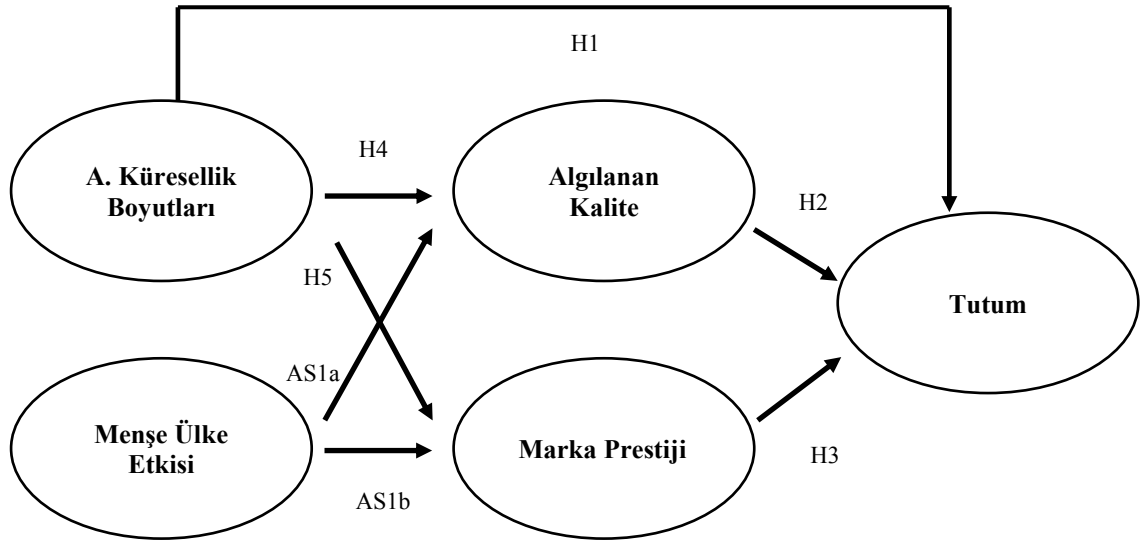 H1
H4
A. Küresellik
Boyutları
Algılanan
Kalite
H2
H5
Tutum
AS1a
Menşe Ülke
Etkisi
Marka Prestiji
H3
AS1b